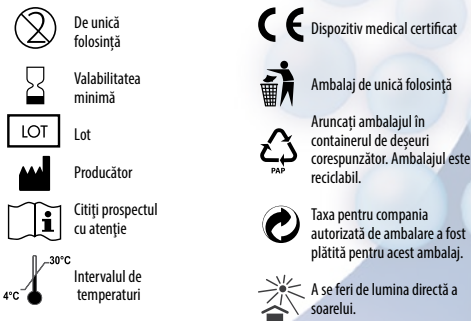 De unică
folosință
Valabilitatea
minimă
LOT
Lot
Producător
Citiți prospectul
cu atenție
30°C
4°C
Intervalul de
temperaturi
CE
Dispozitiv medical certificat
Ambalaj de unică folosință
Aruncați ambalajul în
containerul de deșeuri
corespunzător. Ambalajul este
reciclabil.
PAP
Taxa pentru compania
autorizată de ambalare a fost
plătită pentru acest ambalaj.
A se feri de lumina directă a
soarelui.